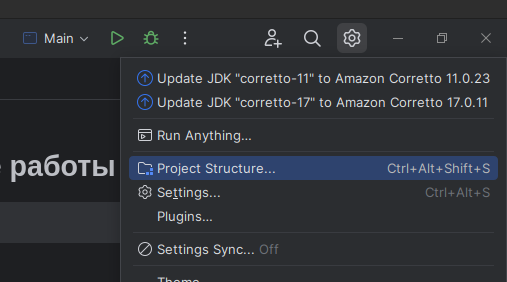 Main
Update JDK "corretto-11" to Amazon Corretto 11.0.23
Update JDK "corretto-17" to Amazon Corretto 17.0.11
Run Anything...
работы
Project Structure... Ctrl+Alt+Shift+S
Settings... Ctrl+Alt+S
Plugins...
Settings Sync... Off
Theme